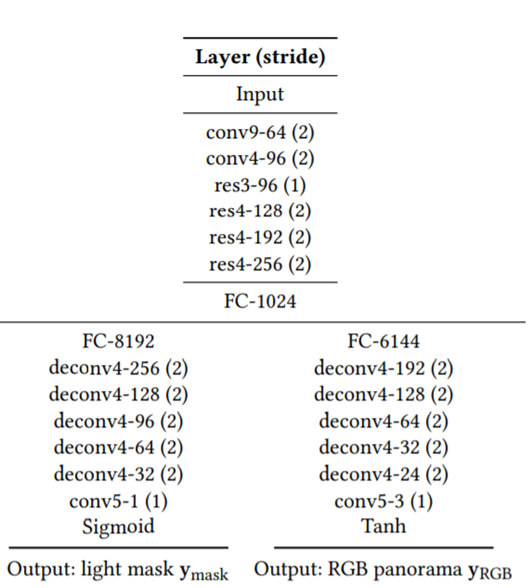 Layer (stride)
Input
conv9-64 (2)
conv4-96 (2)
res3-96 (1)
res4-128 (2)
res4-192 (2)
res4-256 (2)
FC-1024
FC-8192
deconv4-256 (2)
deconv4-128 (2)
deconv4-96 (2)
deconv4-64 (2)
deconv4-32 (2)
conv5-1 (1)
Sigmoid
Output: light mask ymask
FC-6144
deconv4-192 (2)
deconv4-128 (2)
deconv4-64 (2)
deconv4-32 (2)
deconv4-24 (2)
conv5-3 (1)
Tanh
Output: RGB panorama yRGB